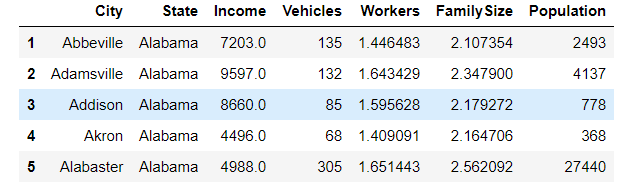 City State Income Vehicles Workers FamilySize Population
1 Abbeville Alabama 7203.0 135 1.446483 2.107354 2493
2 Adamsville Alabama 9597.0 132 1.643429 2.347900 4137
3 Addison Alabama 8660.0 85 1.595628 2.179272 778
4 Akron Alabama 4496.0 68 1.409091 2.164706 368
5 Alabaster Alabama 4988.0 305 1.651443 2.562092 27440